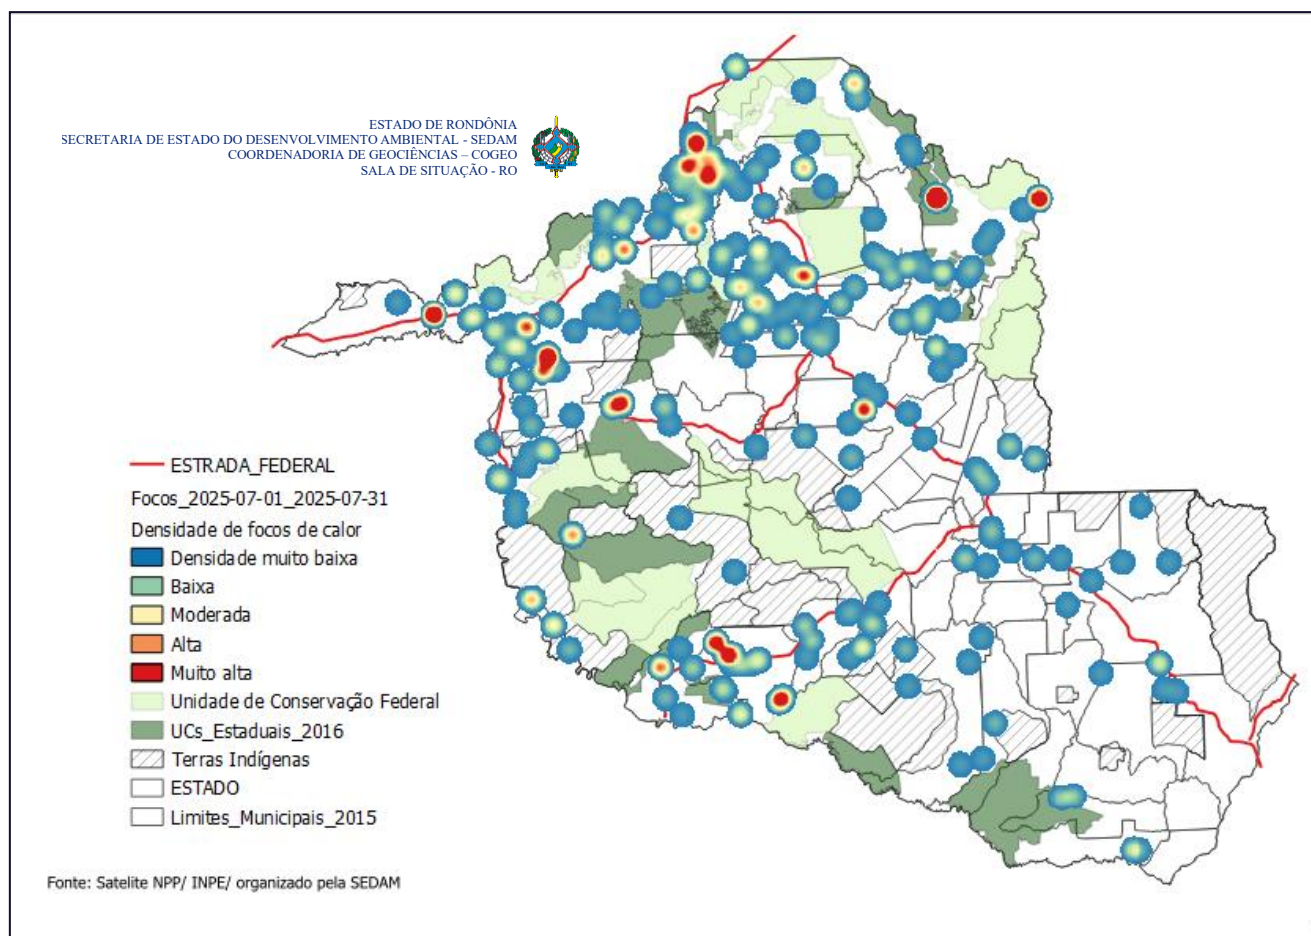 ESTADO DE RONDÔNIA
SECRETARIA DE ESTADO DO DESENVOLVIMENTO AMBIENTAL - SEDAM
COORDENADORIA DE GEOCIÊNCIAS – COGEO
SALA DE SITUAÇÃO - RO
ESTRADA_FEDERAL
Focos_2025-07-01_2025-07-31
Densidade de focos de calor
Densidade muito baixa
Baixa
Moderada
Alta
Muito alta
Unidade de Conservação Federal
UCs_Estaduais_2016
Terras Indígenas
ESTADO
Limites_Municipais_2015
Fonte: Satelite NPP/ INPE/ organizado pela SEDAM